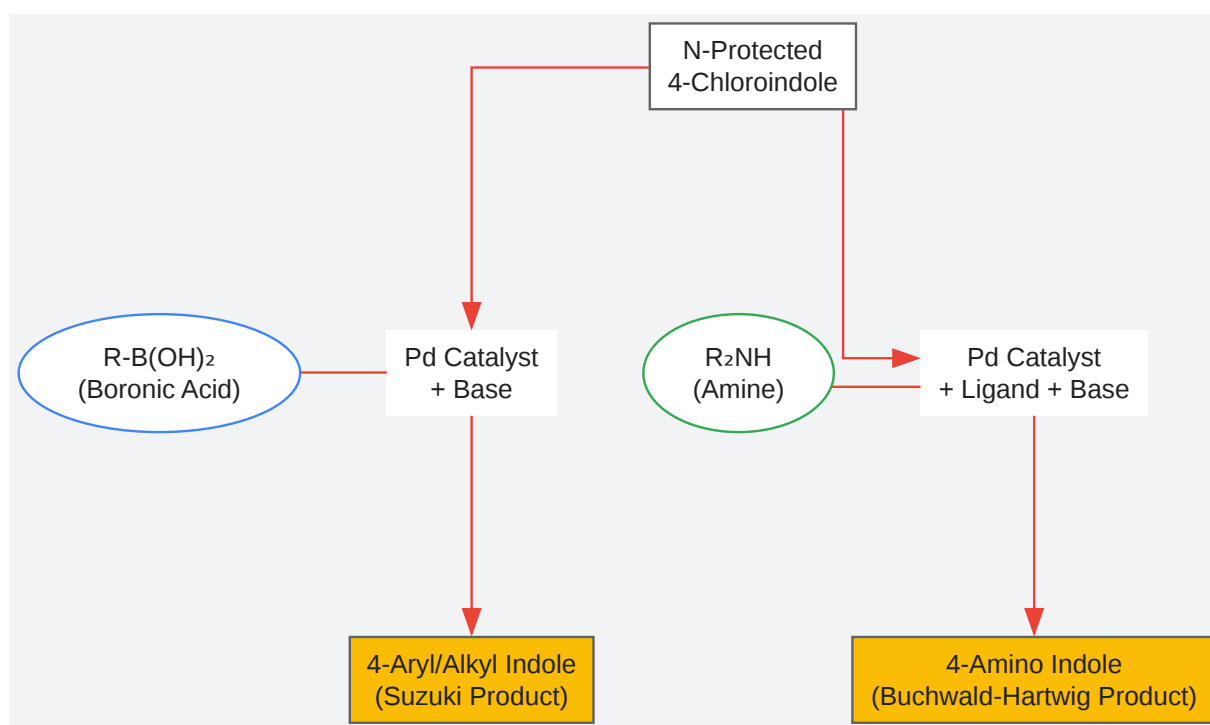 N-Protected
4-Chloroindole
R-B(OH)₂
(Boronic Acid)
Pd Catalyst
+ Base
R₂NH
(Amine)
Pd Catalyst
+ Ligand + Base
4-Aryl/Alkyl Indole
(Suzuki Product)
4-Amino Indole
(Buchwald-Hartwig Product)